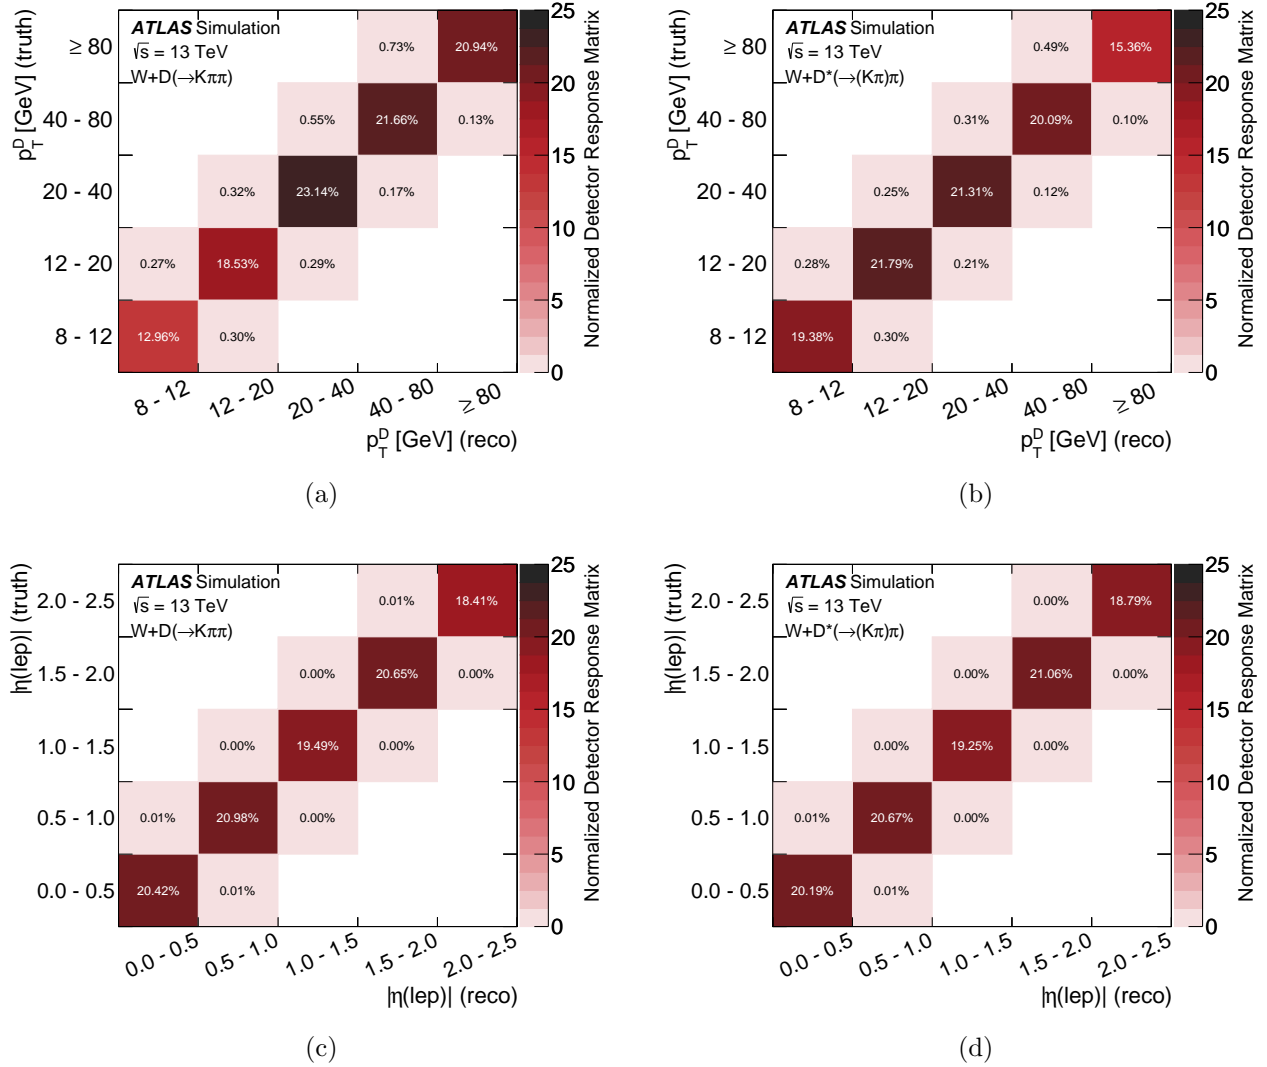 ATLAS Simulation
√s = 13 TeV
W+D(→Kππ)
p_T^D [GeV] (truth)
≥ 80
40 - 80
20 - 40
12 - 20
8 - 12
0.73% 20.94%
0.55% 21.66% 0.13%
0.32% 23.14% 0.17%
0.27% 18.53% 0.29%
12.96% 0.30%
8 - 12 12 - 20 20 - 40 40 - 80 ≥ 80
p_T^D [GeV] (reco)
25
20
15
10
5
0
Normalized Detector Response Matrix
(a)
ATLAS Simulation
√s = 13 TeV
W+D*(→(Kπ)π)
p_T^D [GeV] (truth)
≥ 80
40 - 80
20 - 40
12 - 20
8 - 12
0.49% 15.36%
0.31% 20.09% 0.10%
0.25% 21.31% 0.12%
0.28% 21.79% 0.21%
19.38% 0.30%
8 - 12 12 - 20 20 - 40 40 - 80 ≥ 80
p_T^D [GeV] (reco)
25
20
15
10
5
0
Normalized Detector Response Matrix
(b)
ATLAS Simulation
√s = 13 TeV
W+D(→Kππ)
|η(lep)| (truth)
2.0 - 2.5
1.5 - 2.0
1.0 - 1.5
0.5 - 1.0
0.0 - 0.5
0.01% 18.41%
0.00% 20.65% 0.00%
0.00% 19.49% 0.00%
0.01% 20.98% 0.00%
20.42% 0.01%
0.0 - 0.5 0.5 - 1.0 1.0 - 1.5 1.5 - 2.0 2.0 - 2.5
|η(lep)| (reco)
25
20
15
10
5
0
Normalized Detector Response Matrix
(c)
ATLAS Simulation
√s = 13 TeV
W+D*(→(Kπ)π)
|η(lep)| (truth)
2.0 - 2.5
1.5 - 2.0
1.0 - 1.5
0.5 - 1.0
0.0 - 0.5
0.00% 18.79%
0.00% 21.06% 0.00%
0.00% 19.25% 0.00%
0.01% 20.67% 0.00%
20.19% 0.01%
0.0 - 0.5 0.5 - 1.0 1.0 - 1.5 1.5 - 2.0 2.0 - 2.5
|η(lep)| (reco)
25
20
15
10
5
0
Normalized Detector Response Matrix
(d)